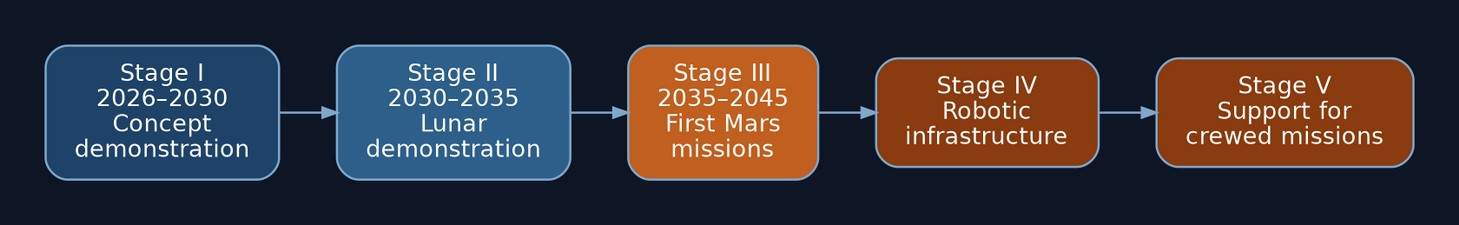 Stage I
2026–2030
Concept
demonstration
Stage II
2030–2035
Lunar
demonstration
Stage III
2035–2045
First Mars
missions
Stage IV
Robotic
infrastructure
Stage V
Support for
crewed missions